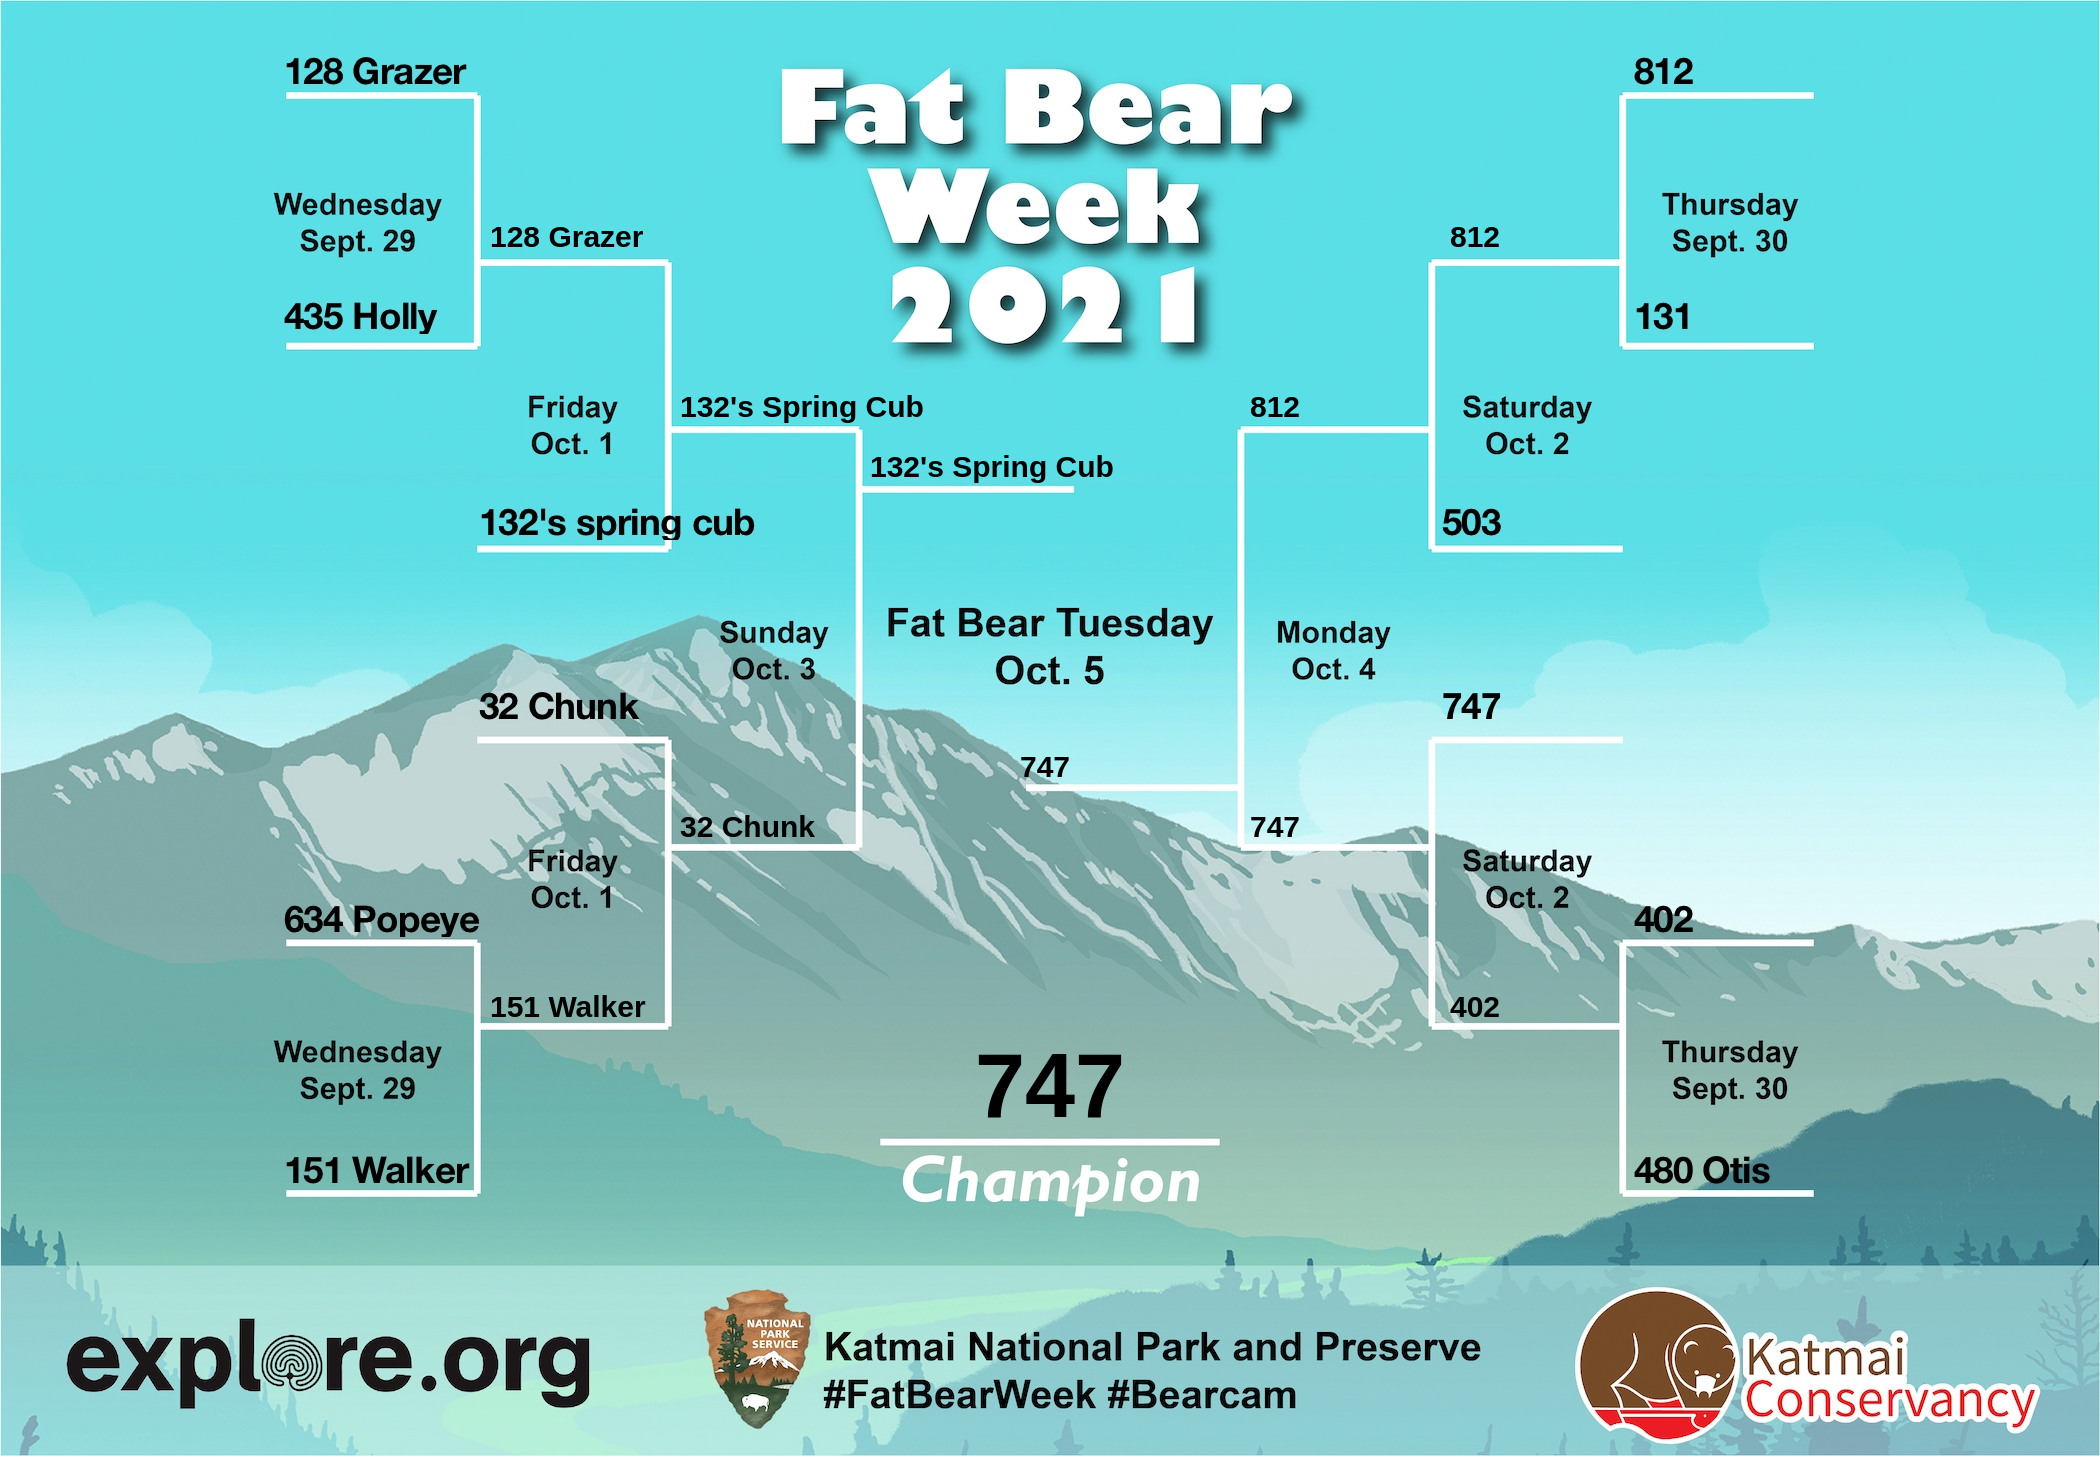 Fat Bear
Week
2021
128 Grazer
Wednesday
Sept. 29
435 Holly
128 Grazer
Friday
Oct. 1
132's spring cub
132's Spring Cub
132's Spring Cub
Sunday
Oct. 3
32 Chunk
32 Chunk
Friday
Oct. 1
634 Popeye
151 Walker
Wednesday
Sept. 29
151 Walker
Fat Bear Tuesday
Oct. 5
812
Thursday
Sept. 30
131
812
Saturday
Oct. 2
503
812
Monday
Oct. 4
747
747
747
Saturday
Oct. 2
402
402
Thursday
Sept. 30
480 Otis
747
Champion
explore.org
NATIONAL
PARK
SERVICE
Katmai National Park and Preserve
#FatBearWeek #Bearcam
Katmai
Conservancy